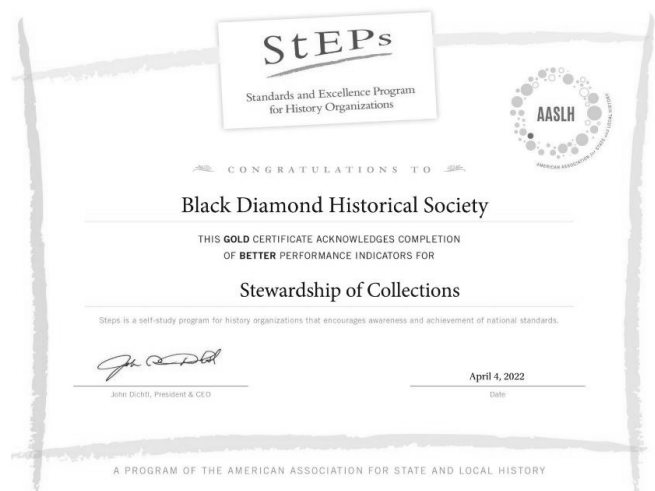 StEPs
Standards and Excellence Program
for History Organizations
AASLH
AMERICAN ASSOCIATION for STATE and LOCAL HISTORY
CONGRATULATIONS TO
Black Diamond Historical Society
THIS GOLD CERTIFICATE ACKNOWLEDGES COMPLETION
OF BETTER PERFORMANCE INDICATORS FOR
Stewardship of Collections
Steps is a self-study program for history organizations that encourages awareness and achievement of national standards.
April 4, 2022
John Dichtl, President & CEO
Date
A PROGRAM OF THE AMERICAN ASSOCIATION FOR STATE AND LOCAL HISTORY